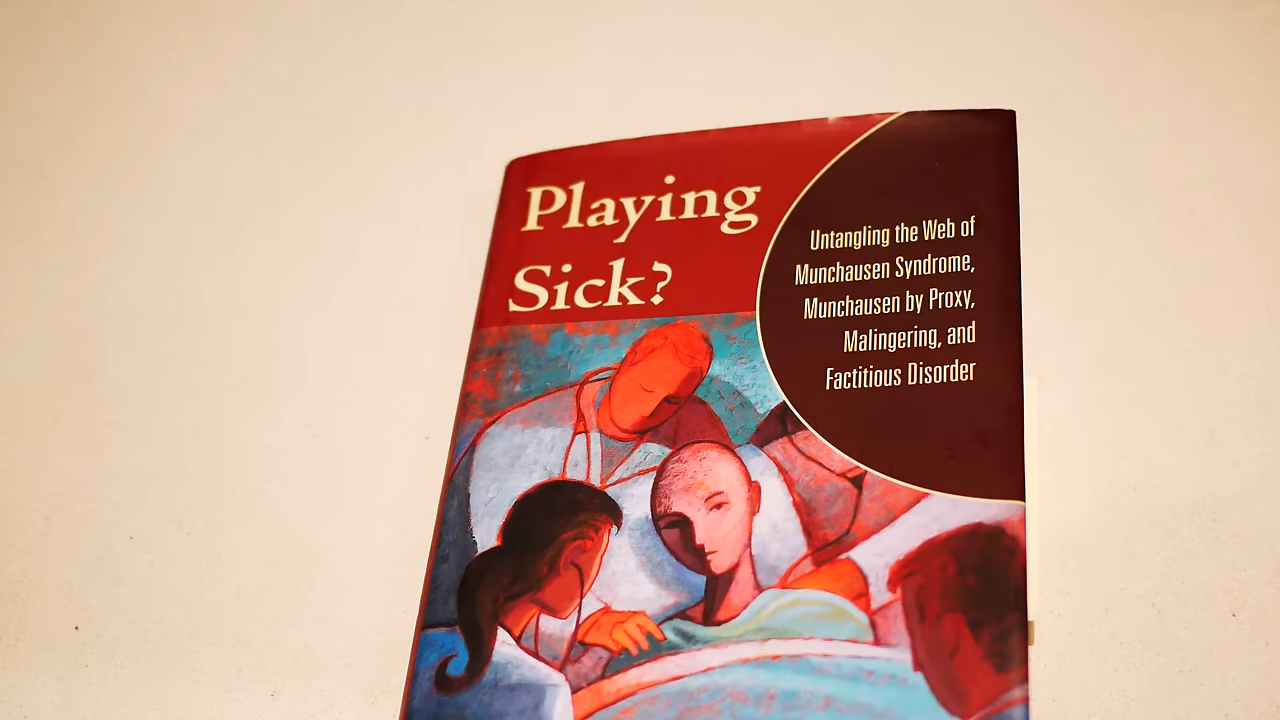 Playing
Sick?
Untangling the Web of
Munchausen Syndrome,
Munchausen by Proxy,
Malingering, and
Factitious Disorder